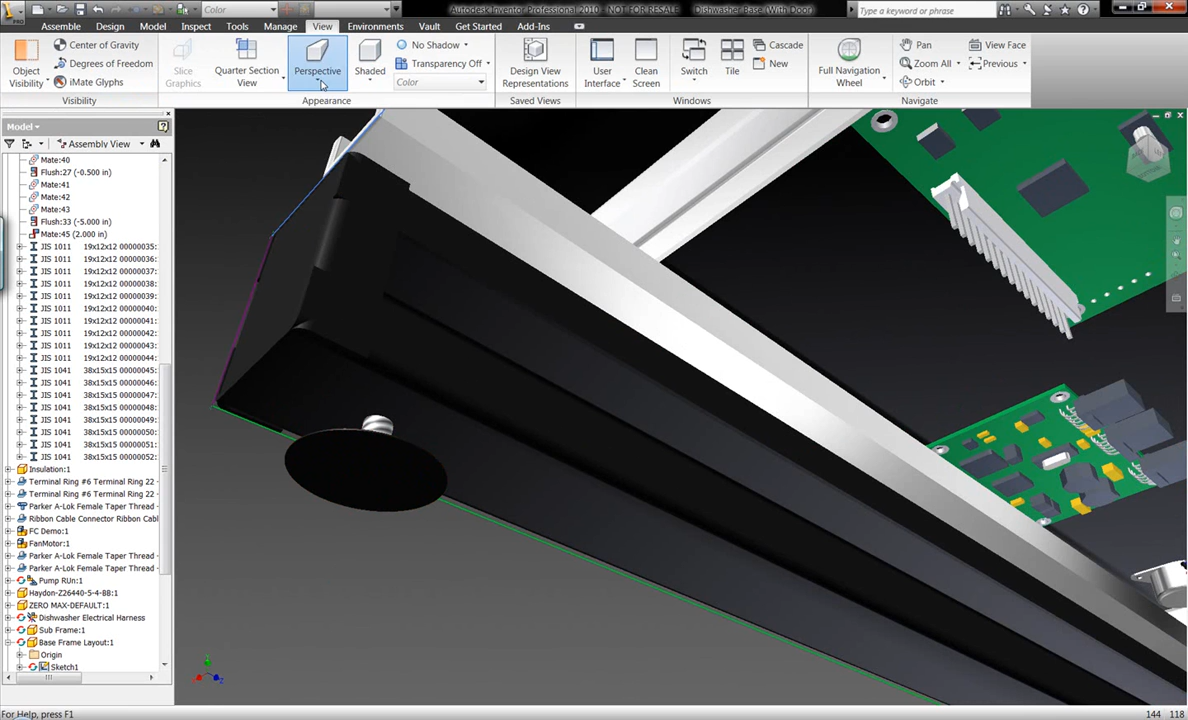 Color
Autodesk Inventor Professional 2010 - NOT FOR RESALE
Dishwasher Base (With Door)
Type a keyword or phrase
PRO
Assemble
Design
Model
Inspect
Tools
Manage
View
Environments
Vault
Get Started
Add-Ins
Object
Visibility
Center of Gravity
Degrees of Freedom
iMate Glyphs
Visibility
Slice
Graphics
Quarter Section
View
Perspective
Shaded
No Shadow
Transparency Off
Color
Appearance
Design View
Representations
Saved Views
User
Interface
Clean
Screen
Switch
Tile
Cascade
New
Windows
Full Navigation
Wheel
Pan
Zoom All
Orbit
View Face
Previous
Navigate
Model
Assembly View
Mate:40
Flush:27 (-0.500 in)
Mate:41
Mate:42
Mate:43
Flush:33 (-5.000 in)
Mate:45 (2.000 in)
JIS 1011 19x12x12 00000035:
JIS 1011 19x12x12 00000036:
JIS 1011 19x12x12 00000037:
JIS 1011 19x12x12 00000038:
JIS 1011 19x12x12 00000039:
JIS 1011 19x12x12 00000040:
JIS 1011 19x12x12 00000041:
JIS 1011 19x12x12 00000042:
JIS 1011 19x12x12 00000043:
JIS 1011 19x12x12 00000044:
JIS 1041 38x15x15 00000045:
JIS 1041 38x15x15 00000046:
JIS 1041 38x15x15 00000047:
JIS 1041 38x15x15 00000048:
JIS 1041 38x15x15 00000049:
JIS 1041 38x15x15 00000050:
JIS 1041 38x15x15 00000051:
JIS 1041 38x15x15 00000052:
Insulation:1
Terminal Ring #6 Terminal Ring 22 -
Terminal Ring #6 Terminal Ring 22 -
Parker A-Lok Female Taper Thread -
Ribbon Cable Connector Ribbon Cabl
FC Demo:1
FanMotor:1
Parker A-Lok Female Taper Thread -
Parker A-Lok Female Taper Thread -
Pump RUn:1
Haydon-Z26440-5-4-BB:1
ZERO MAX-DEFAULT:1
Dishwasher Electrical Harness
Sub Frame:1
Base Frame Layout:1
Origin
Sketch1
For Help, press F1
144 118